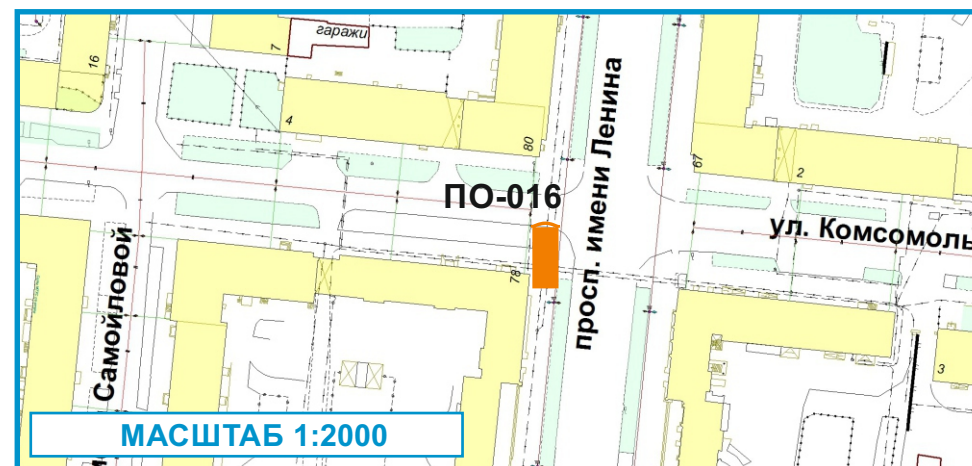 гаражи
7
16
4
80
67
2
ПО-016
просп. имени Ленина
ул. Комсомоль
78
Самойловой
3
МАСШТАБ 1:2000